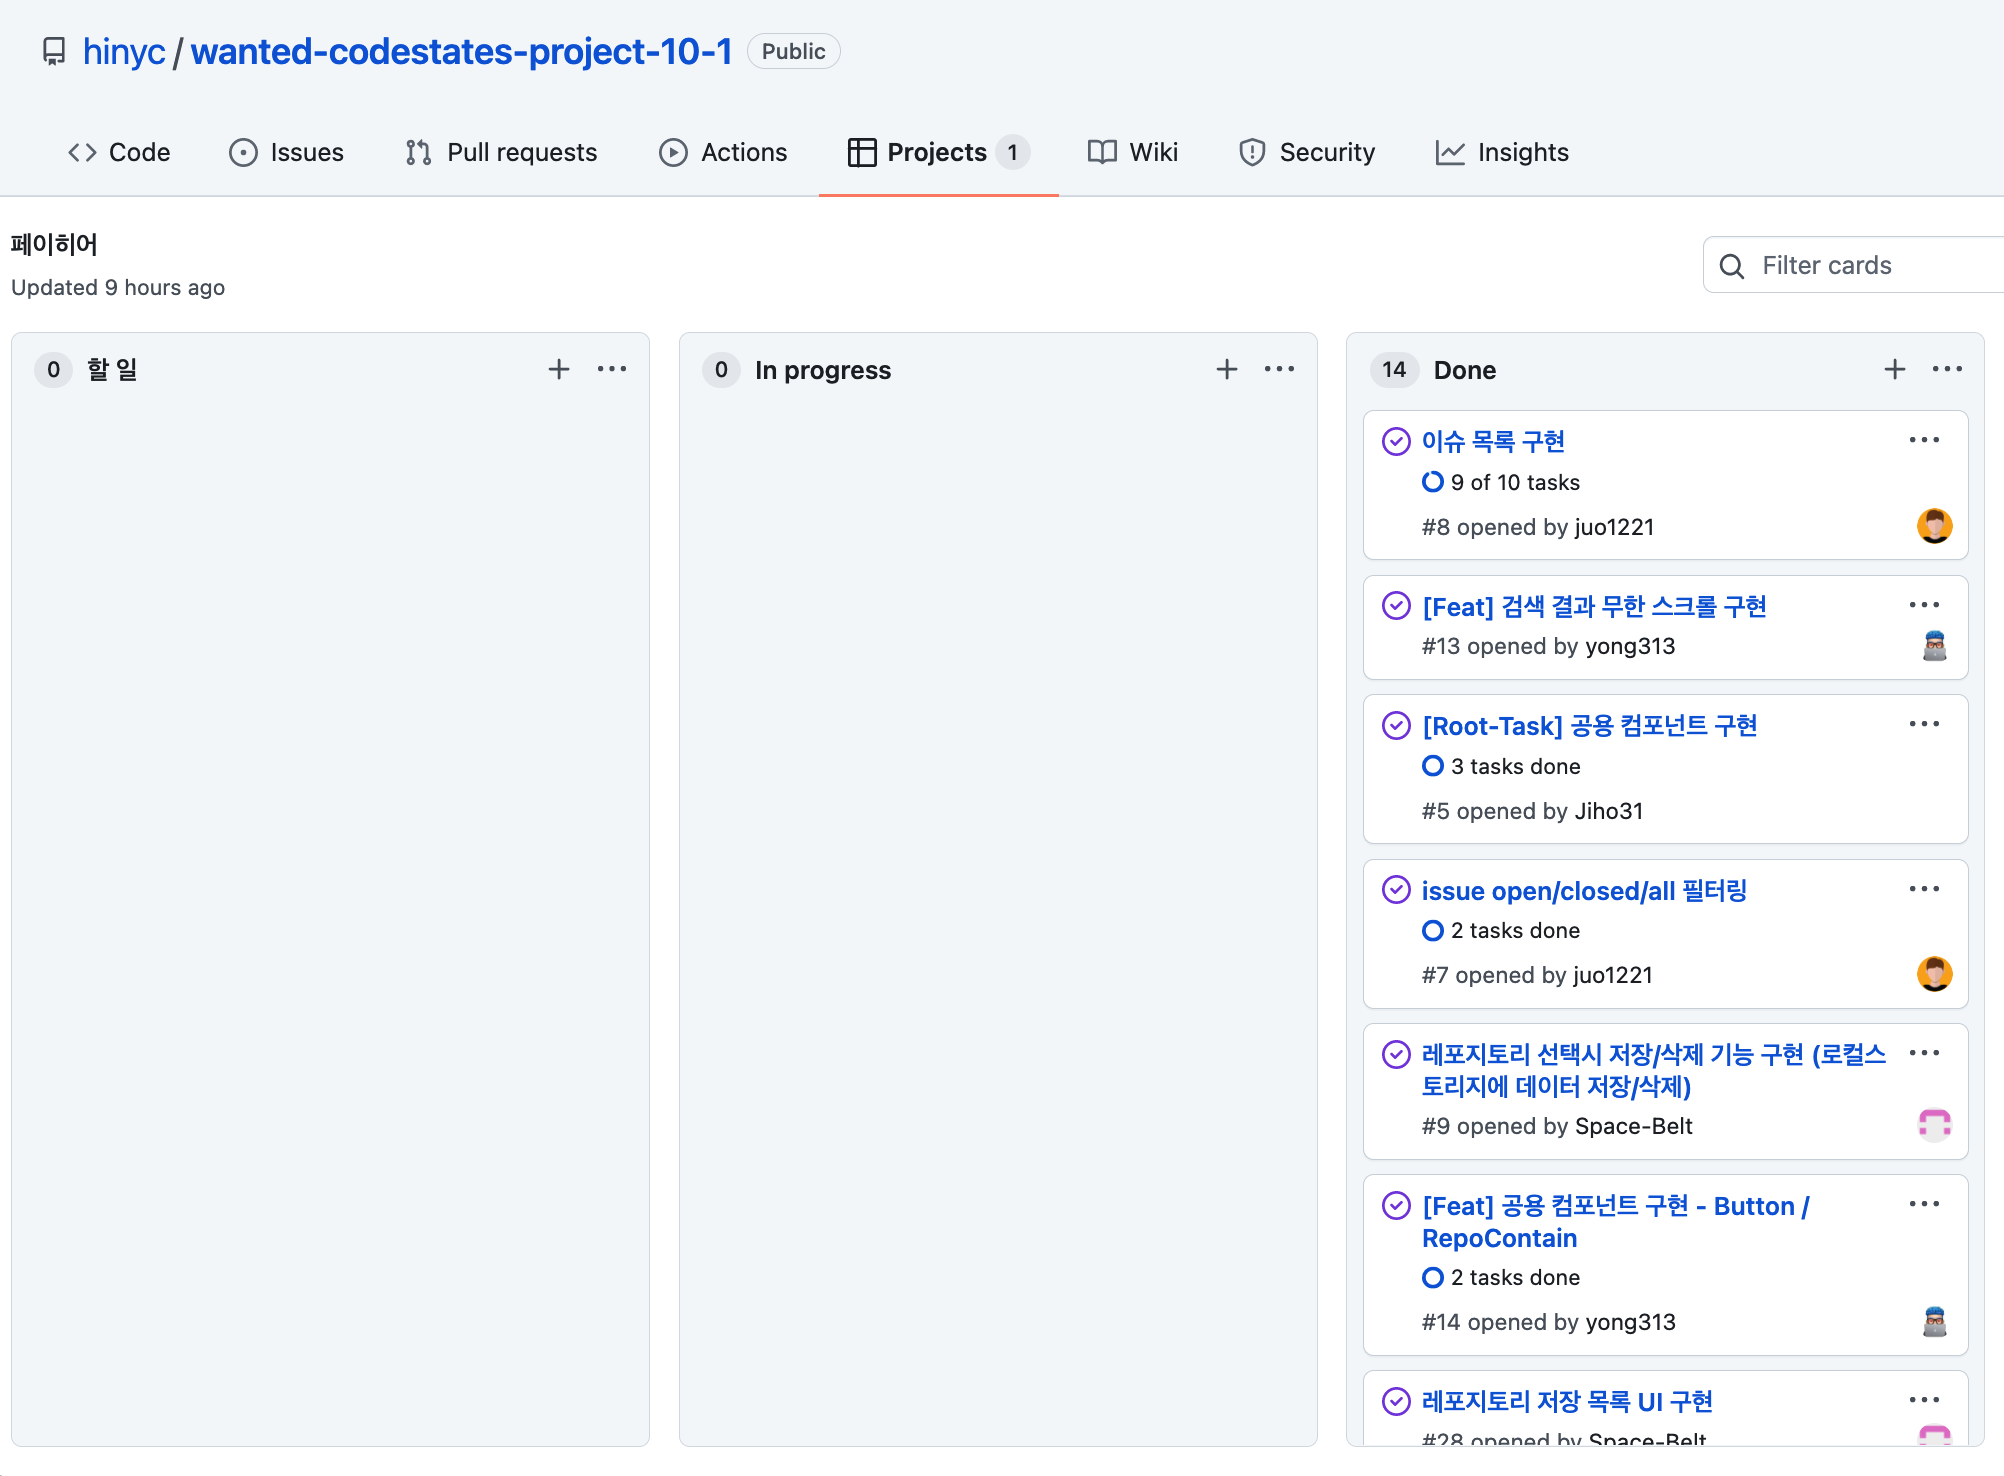 hinyc / wanted-codestates-project-10-1 Public
Code Issues Pull requests Actions Projects 1 Wiki Security Insights
페이히어
Updated 9 hours ago
Filter cards
0 할 일
0 In progress
14 Done
이슈 목록 구현
9 of 10 tasks
#8 opened by juo1221
[Feat] 검색 결과 무한 스크롤 구현
#13 opened by yong313
[Root-Task] 공용 컴포넌트 구현
3 tasks done
#5 opened by Jiho31
issue open/closed/all 필터링
2 tasks done
#7 opened by juo1221
레포지토리 선택시 저장/삭제 기능 구현 (로컬스
토리지에 데이터 저장/삭제)
#9 opened by Space-Belt
[Feat] 공용 컴포넌트 구현 - Button /
RepoContain
2 tasks done
#14 opened by yong313
레포지토리 저장 목록 UI 구현
#28 opened by Space-Belt